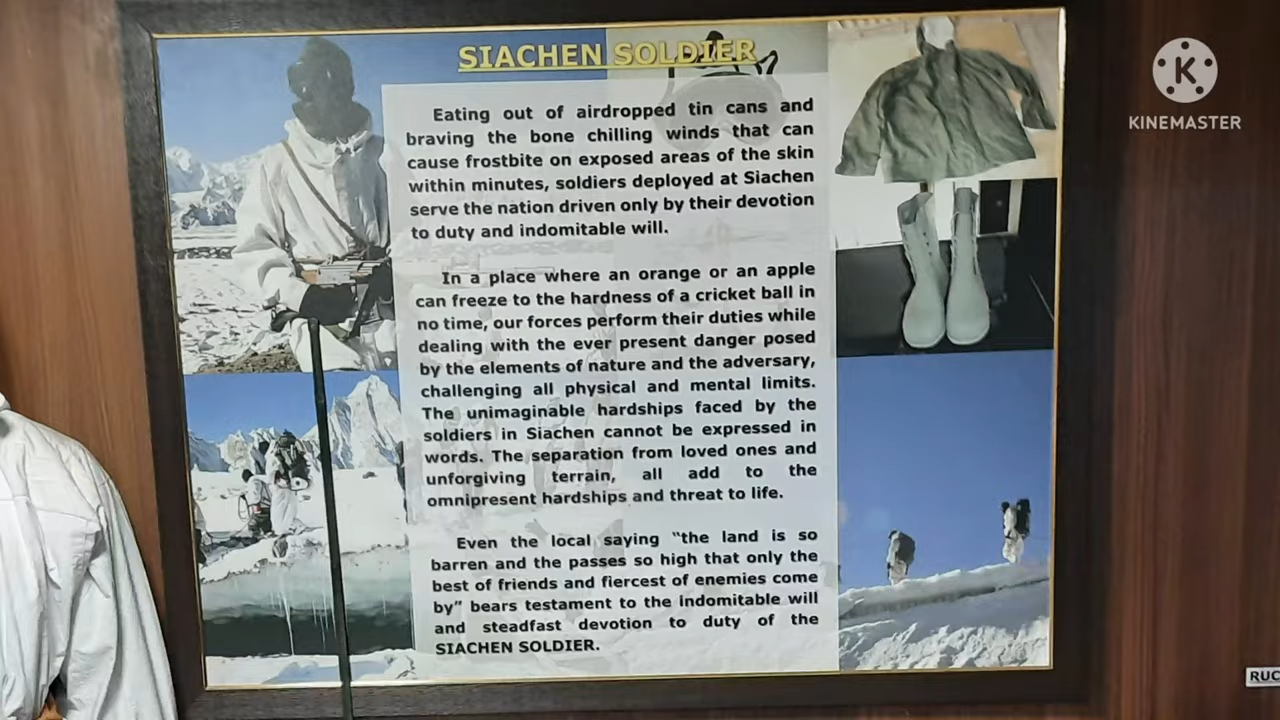 SIACHEN SOLDIER
Eating out of airdropped tin cans and
braving the bone chilling winds that can
cause frostbite on exposed areas of the skin
within minutes, soldiers deployed at Siachen
serve the nation driven only by their devotion
to duty and indomitable will.
In a place where an orange or an apple
can freeze to the hardness of a cricket ball in
no time, our forces perform their duties while
dealing with the ever present danger posed
by the elements of nature and the adversary,
challenging all physical and mental limits.
The unimaginable hardships faced by the
soldiers in Siachen cannot be expressed in
words. The separation from loved ones and
unforgiving terrain, all add to the
omnipresent hardships and threat to life.
Even the local saying "the land is so
barren and the passes so high that only the
best of friends and fiercest of enemies come
by" bears testament to the indomitable will
and steadfast devotion to duty of the
SIACHEN SOLDIER.
K
KINEMASTER
RUC